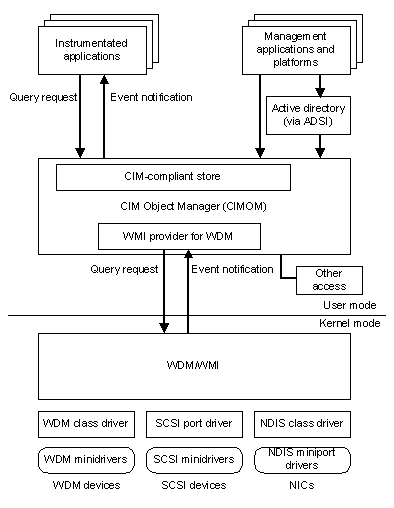 Instrumentated
applications
Management
applications and
platforms
Query request
Event notification
Active directory
(via ADSI)
CIM-compliant store
CIM Object Manager (CIMOM)
WMI provider for WDM
Query request
Event notification
Other
access
User mode
Kernel mode
WDM/WMI
WDM class driver
SCSI port driver
NDIS class driver
WDM minidrivers
SCSI minidrivers
NDIS miniport
drivers
WDM devices
SCSI devices
NICs